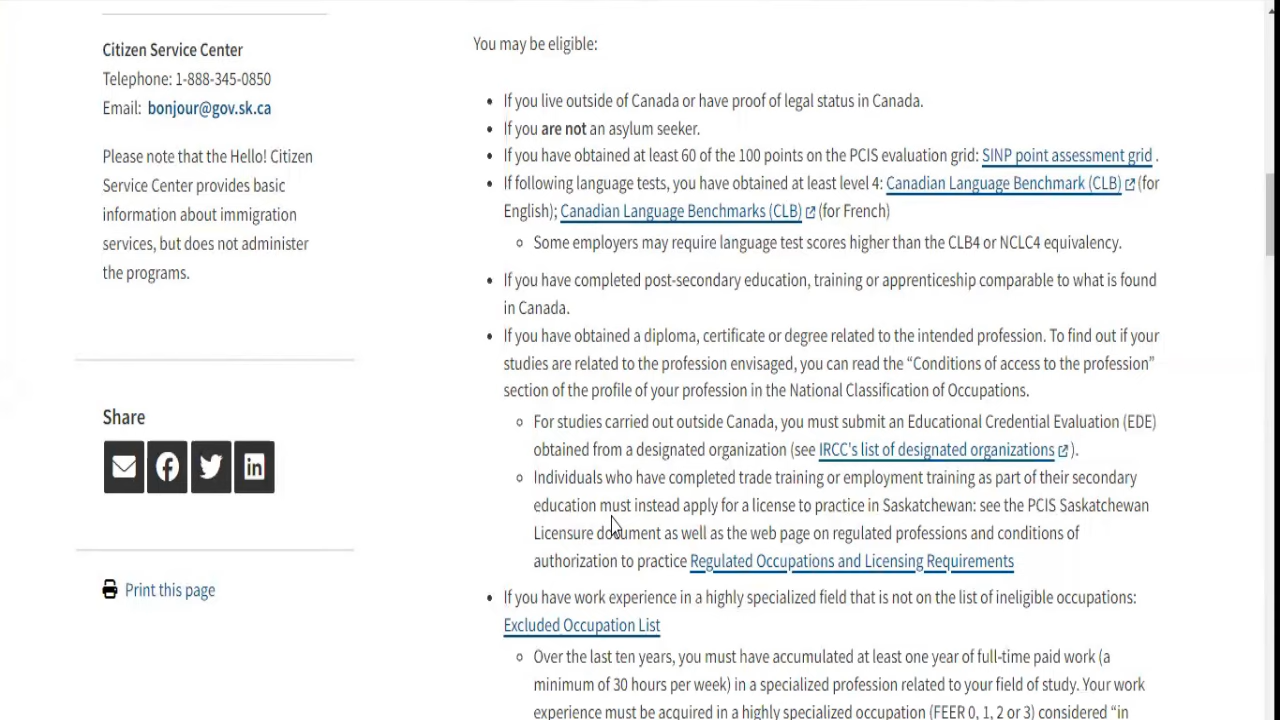 Citizen Service Center
Telephone: 1-888-345-0850
Email: bonjour@gov.sk.ca
Please note that the Hello! Citizen
Service Center provides basic
information about immigration
services, but does not administer
the programs.
Share
Print this page
You may be eligible:
• If you live outside of Canada or have proof of legal status in Canada.
• If you are not an asylum seeker.
• If you have obtained at least 60 of the 100 points on the PCIS evaluation grid: SINP point assessment grid .
• If following language tests, you have obtained at least level 4: Canadian Language Benchmark (CLB) (for
English); Canadian Language Benchmarks (CLB) (for French)
○ Some employers may require language test scores higher than the CLB4 or NCLC4 equivalency.
• If you have completed post-secondary education, training or apprenticeship comparable to what is found
in Canada.
• If you have obtained a diploma, certificate or degree related to the intended profession. To find out if your
studies are related to the profession envisaged, you can read the “Conditions of access to the profession”
section of the profile of your profession in the National Classification of Occupations.
○ For studies carried out outside Canada, you must submit an Educational Credential Evaluation (EDE)
obtained from a designated organization (see IRCC's list of designated organizations ).
○ Individuals who have completed trade training or employment training as part of their secondary
education must instead apply for a license to practice in Saskatchewan: see the PCIS Saskatchewan
Licensure document as well as the web page on regulated professions and conditions of
authorization to practice Regulated Occupations and Licensing Requirements
• If you have work experience in a highly specialized field that is not on the list of ineligible occupations:
Excluded Occupation List
○ Over the last ten years, you must have accumulated at least one year of full-time paid work (a
minimum of 30 hours per week) in a specialized profession related to your field of study. Your work
experience must be acquired in a highly specialized occupation (FEER 0, 1, 2 or 3) considered “in